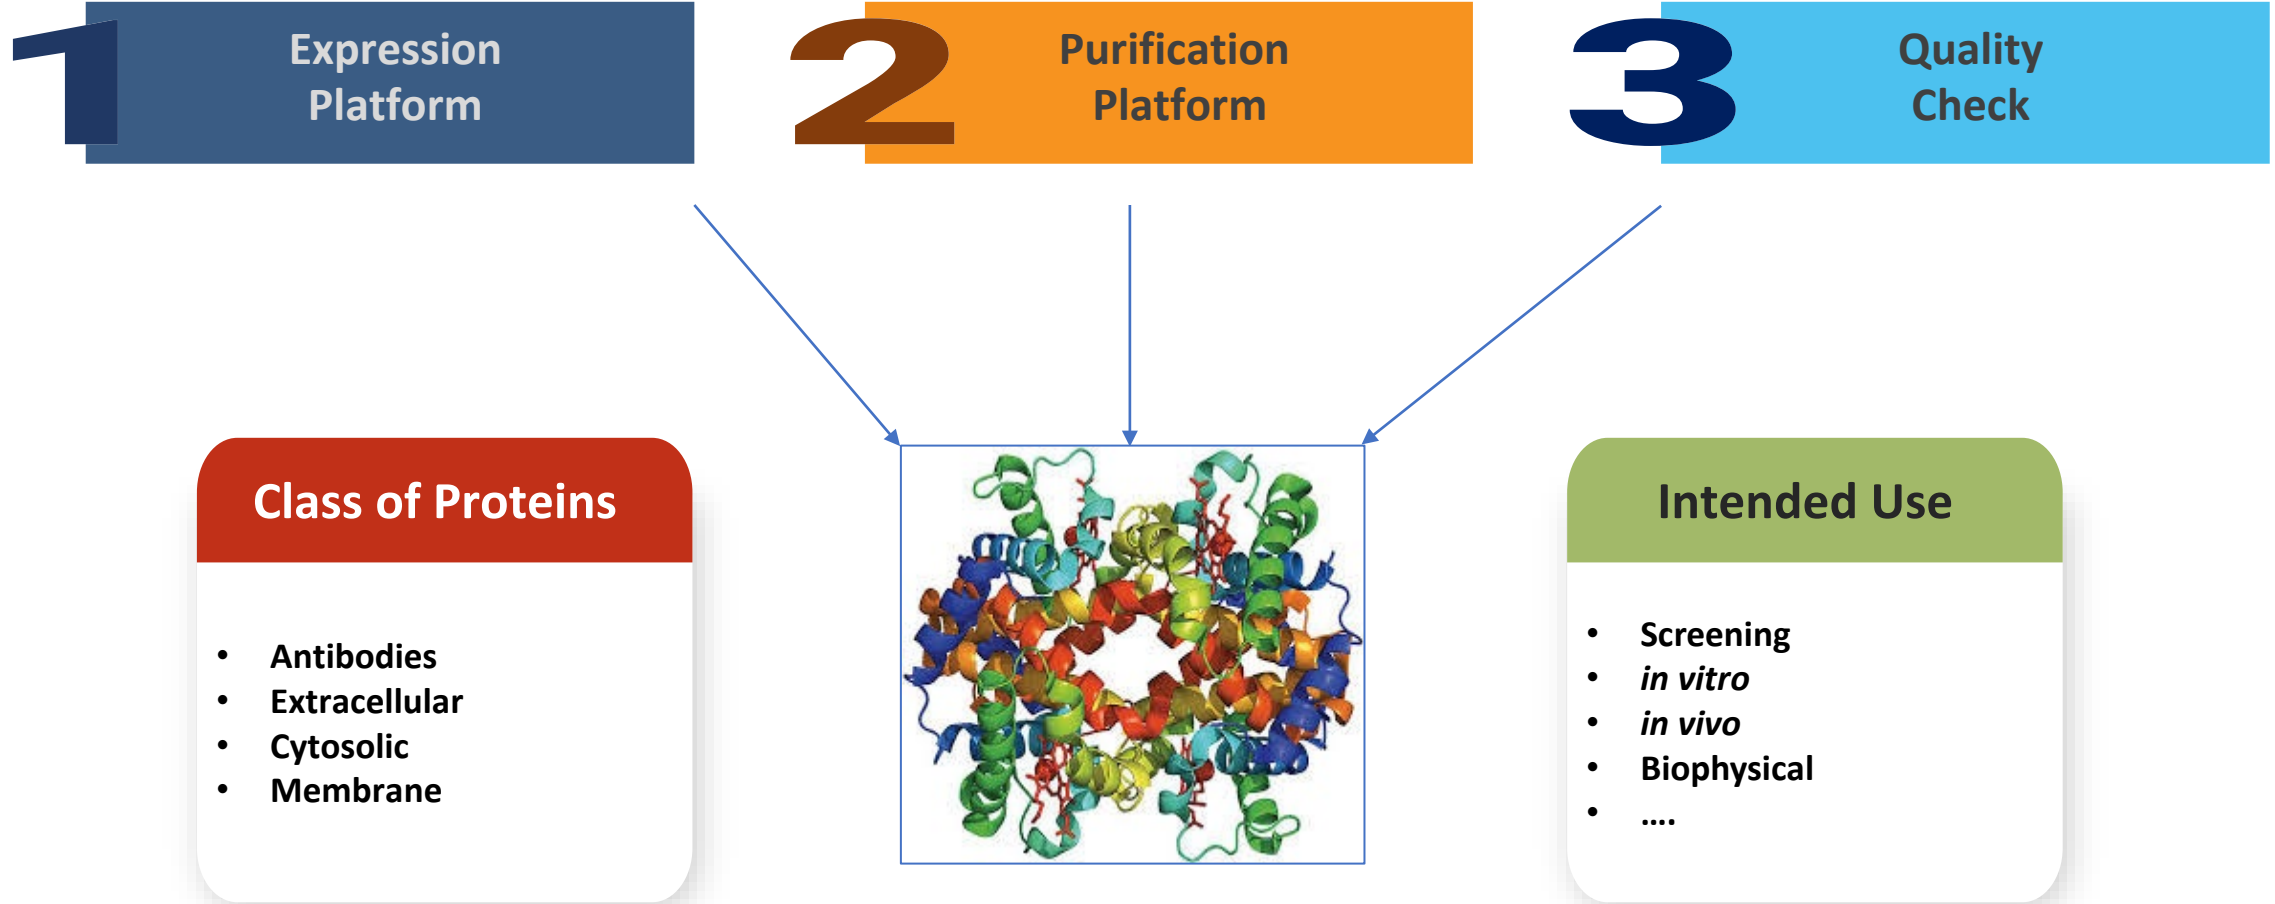 1
Expression
Platform
2
Purification
Platform
3
Quality
Check
Class of Proteins
• Antibodies
• Extracellular
• Cytosolic
• Membrane
Intended Use
• Screening
• in vitro
• in vivo
• Biophysical
• ....